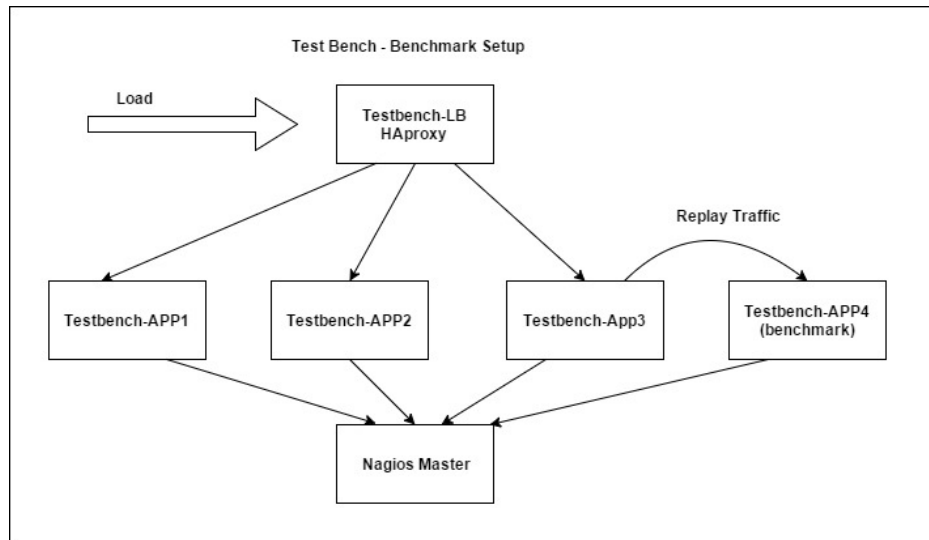 Test Bench - Benchmark Setup
Load
Testbench-LB
HAproxy
Replay Traffic
Testbench-APP1
Testbench-APP2
Testbench-App3
Testbench-APP4
(benchmark)
Nagios Master